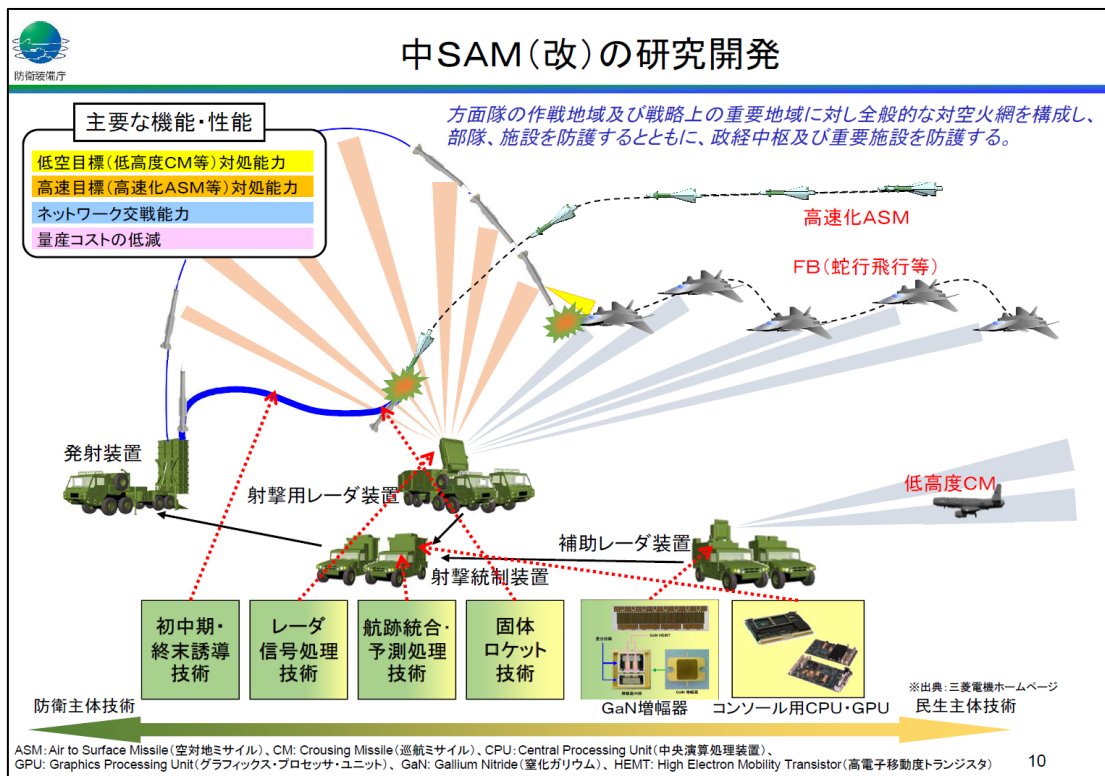 防衛装備庁
中SAM(改)の研究開発
主要な機能・性能
低空目標(低高度CM等)対処能力
高速目標(高速化ASM等)対処能力
ネットワーク交戦能力
量産コストの低減
方面隊の作戦地域及び戦略上の重要地域に対し全般的な対空火網を構成し、
部隊、施設を防護するとともに、政経中枢及び重要施設を防護する。
高速化ASM
FB(蛇行飛行等)
発射装置
射撃用レーダ装置
低高度CM
補助レーダ装置
射撃統制装置
初中期・
終末誘導
技術
レーダ
信号処理
技術
航跡統合・
予測処理
技術
固体
ロケット
技術
GaN HEMT
整合回路
増幅器内部
GaN 増幅器
GaN増幅器
コンソール用CPU・GPU
※出典:三菱電機ホームページ
防衛主体技術
民生主体技術
ASM:Air to Surface Missile(空対地ミサイル)、CM:Crousing Missile(巡航ミサイル)、CPU:Central Processing Unit(中央演算処理装置)、
GPU:Graphics Processing Unit(グラフィックス・プロセッサ・ユニット)、GaN:Gallium Nitride(窒化ガリウム)、HEMT:High Electron Mobility Transistor(高電子移動度トランジスタ)
10